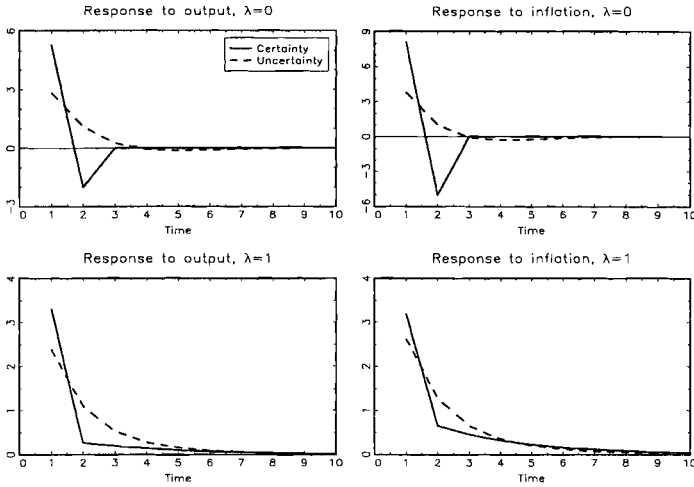 Response to output, λ=0
6
3
0
-3
Certainty
Uncertainty
0 1 2 3 4 5 6 7 8 9 10
Time
Response to inflation, λ=0
9
6
3
0
-3
-6
0 1 2 3 4 5 6 7 8 9 10
Time
Response to output, λ=1
4
3
2
1
0
0 1 2 3 4 5 6 7 8 9 10
Time
Response to inflation, λ=1
4
3
2
1
0
0 1 2 3 4 5 6 7 8 9 10
Time